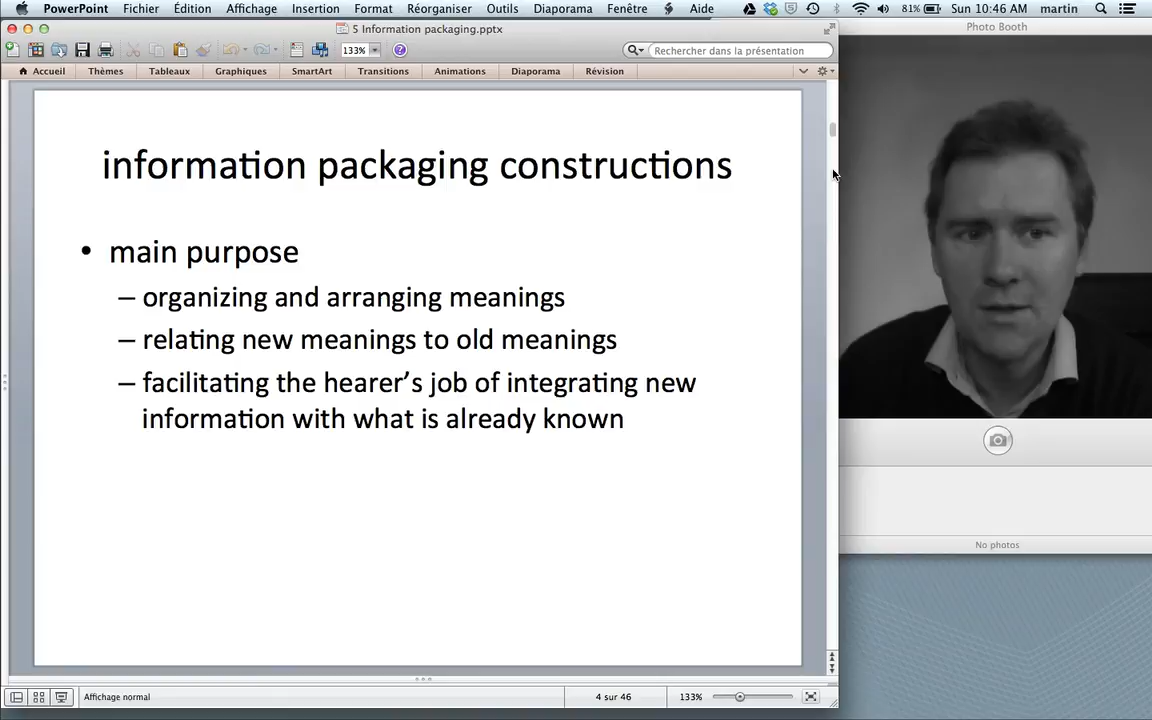 PowerPoint Fichier Édition Affichage Insertion Format Réorganiser Outils Diaporama Fenêtre Aide 81% Sun 10:46 AM martin
5 Information packaging.pptx
Photo Booth
133% Rechercher dans la présentation
Accueil Thèmes Tableaux Graphiques SmartArt Transitions Animations Diaporama Révision
information packaging constructions
• main purpose
– organizing and arranging meanings
– relating new meanings to old meanings
– facilitating the hearer's job of integrating new
information with what is already known
No photos
Affichage normal 4 sur 46 133%